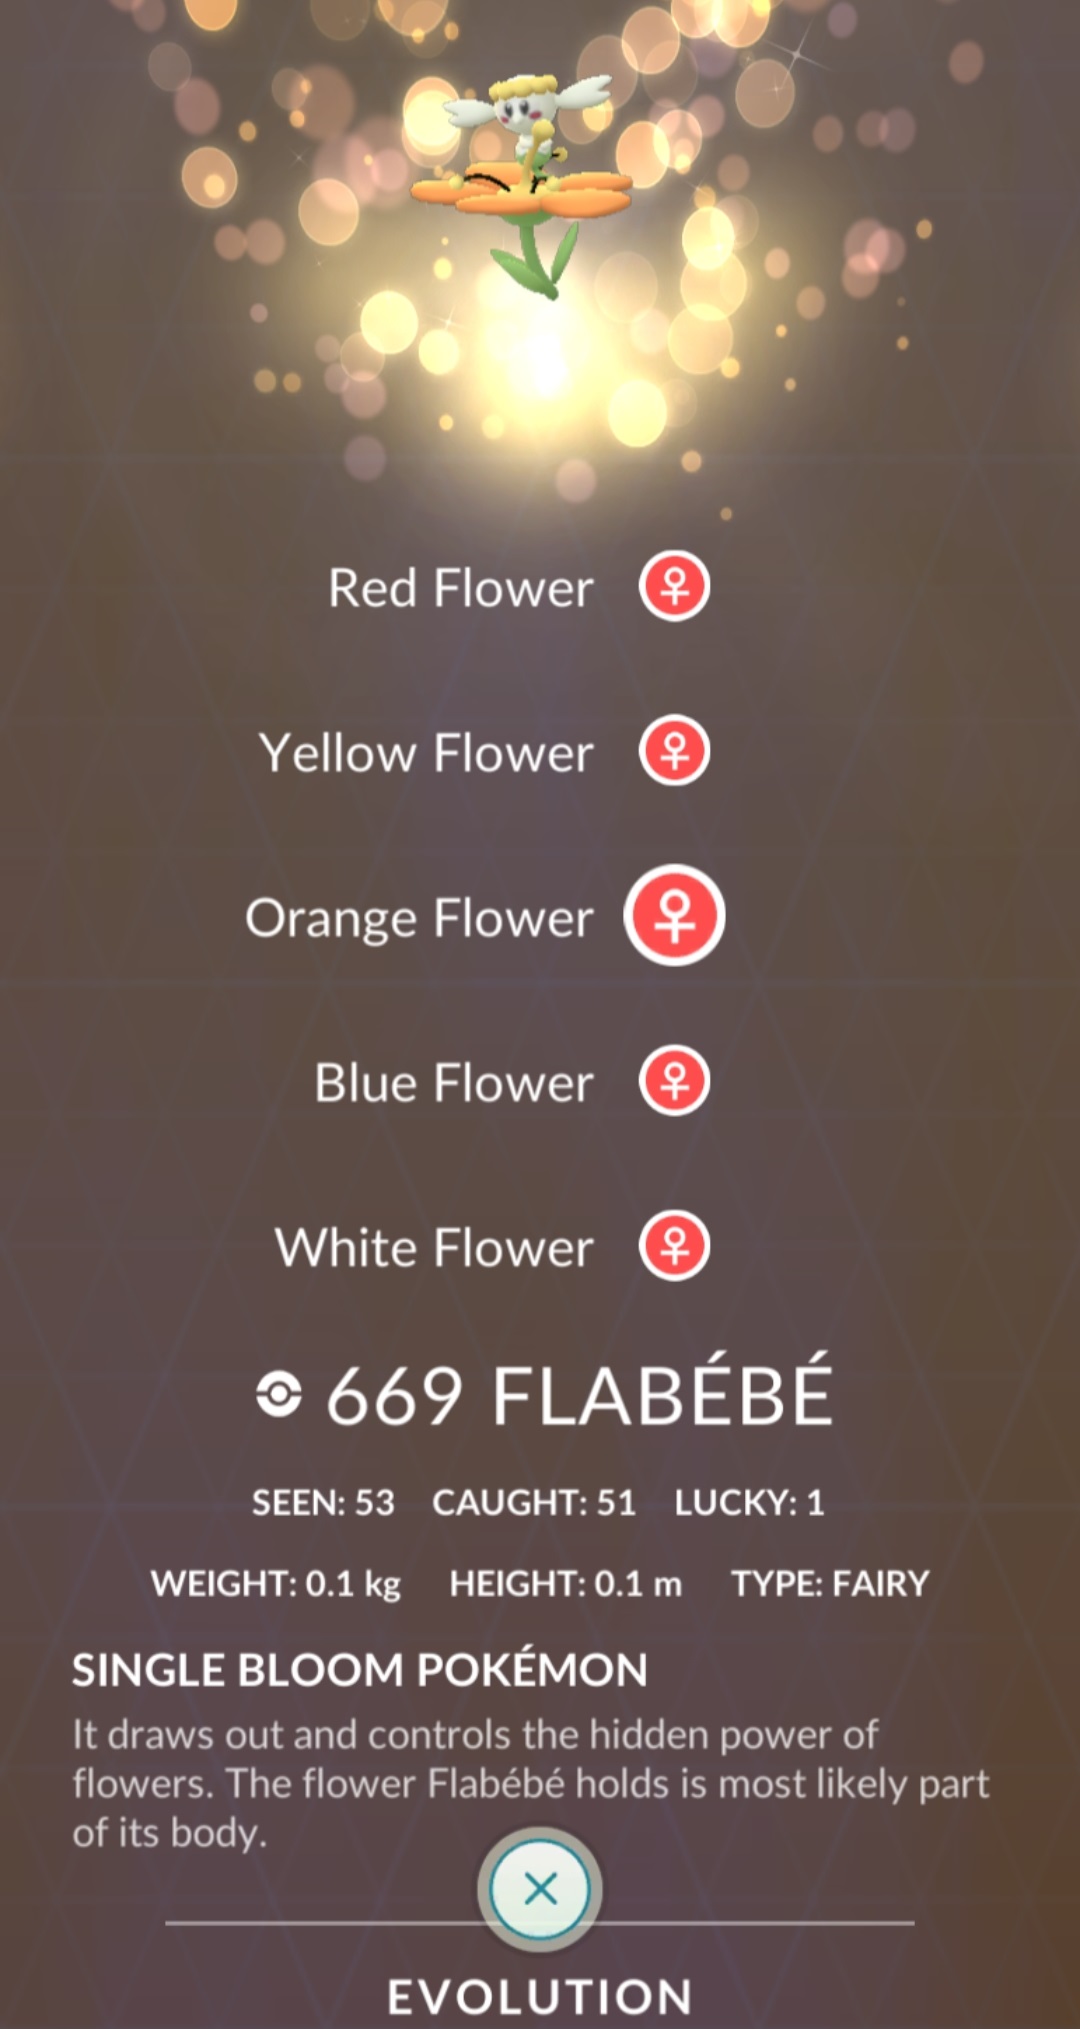 Red Flower
Yellow Flower
Orange Flower
Blue Flower
White Flower
669 FLABÉBÉ
SEEN: 53 CAUGHT: 51 LUCKY: 1
WEIGHT: 0.1 kg HEIGHT: 0.1 m TYPE: FAIRY
SINGLE BLOOM POKÉMON
It draws out and controls the hidden power of
flowers. The flower Flabébé holds is most likely part
of its body.
EVOLUTION